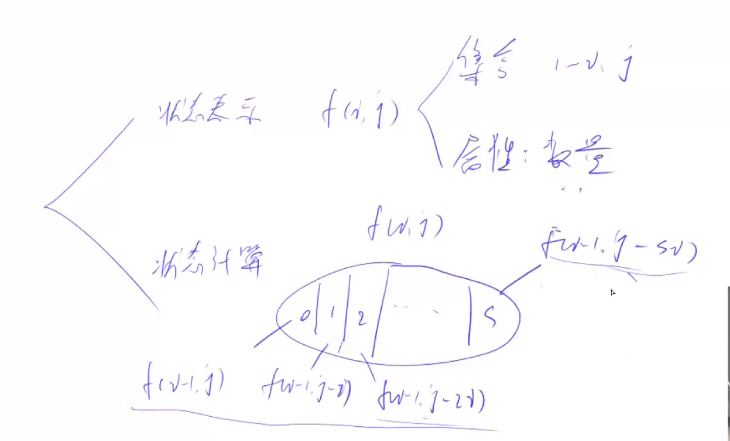 集合 1-i, j
状态表示 f(i,j)
属性: 数量
f(i,j)
f(i-1, j-si)
状态计算
0 1 2 ..... s
f(i-1,j) f(i-1,j-i) f(i-1,j-2i)